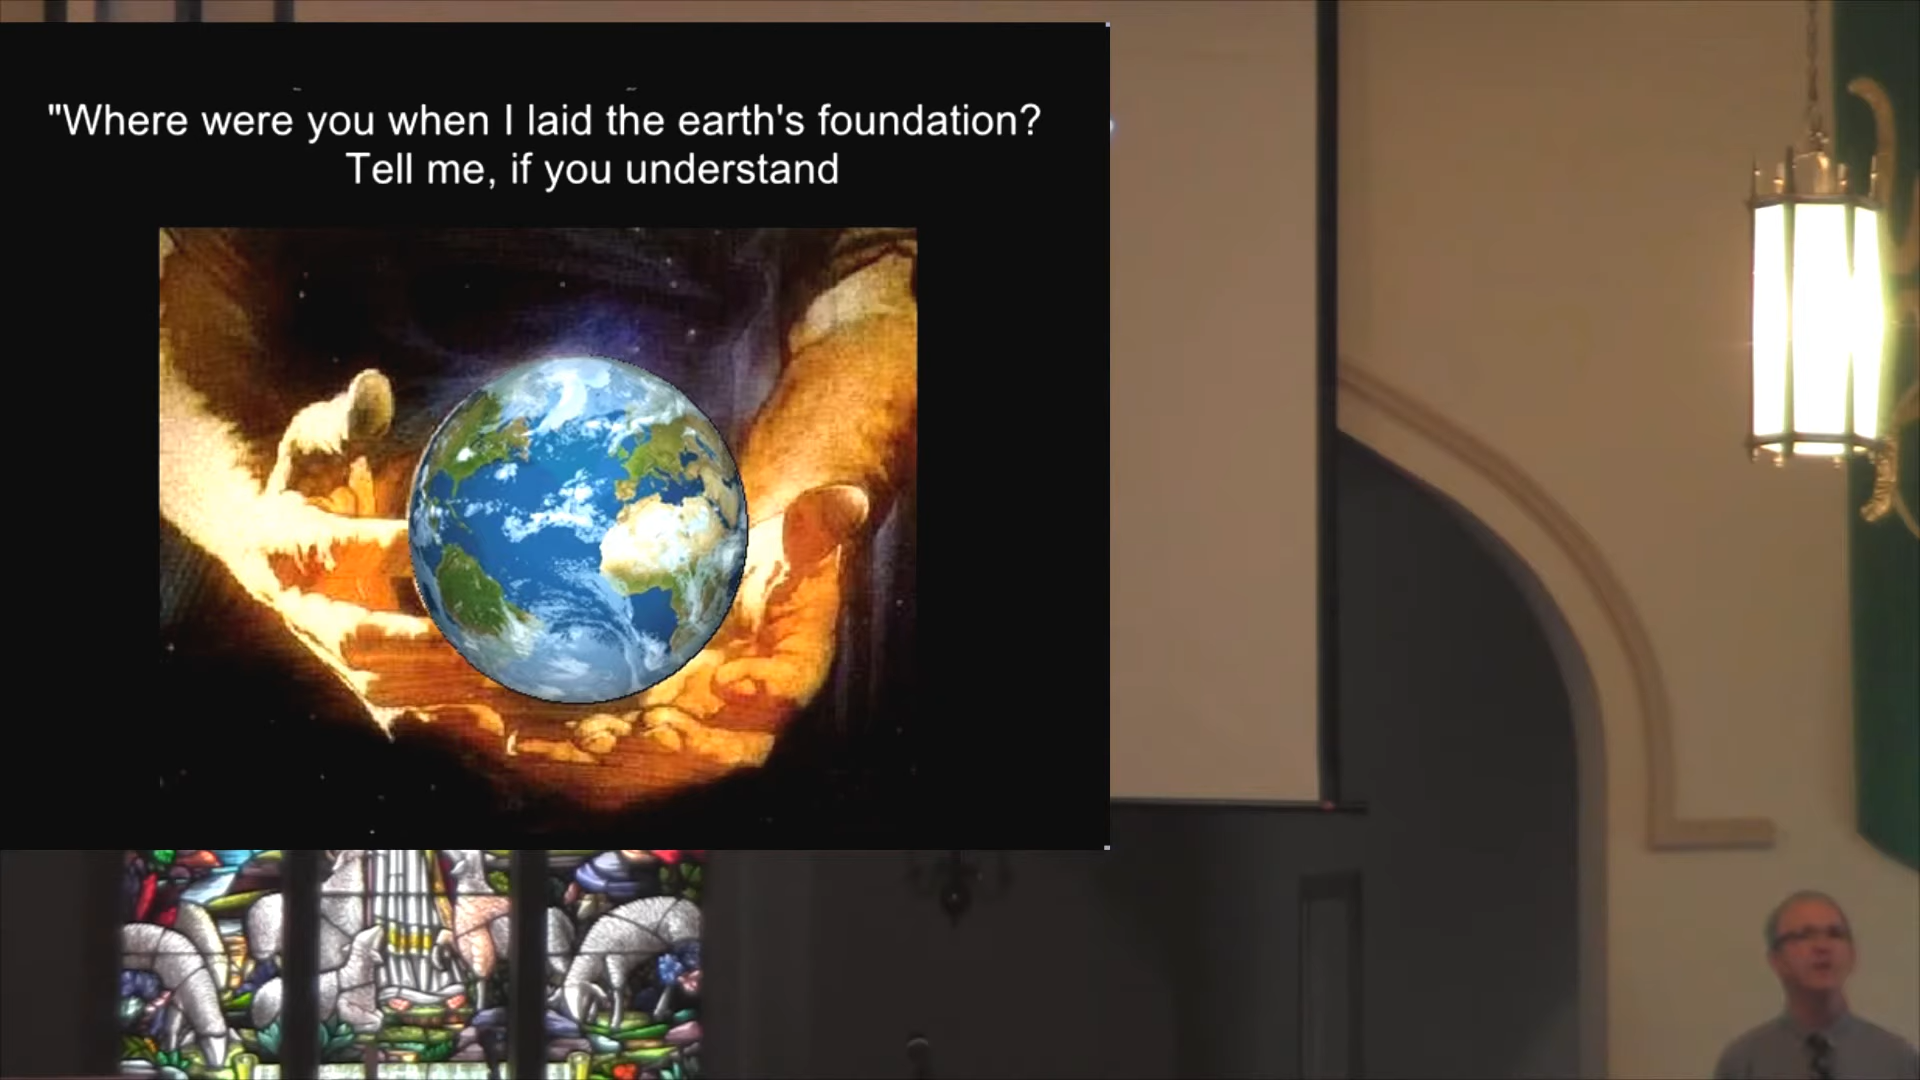 "Where were you when I laid the earth's foundation?
Tell me, if you understand